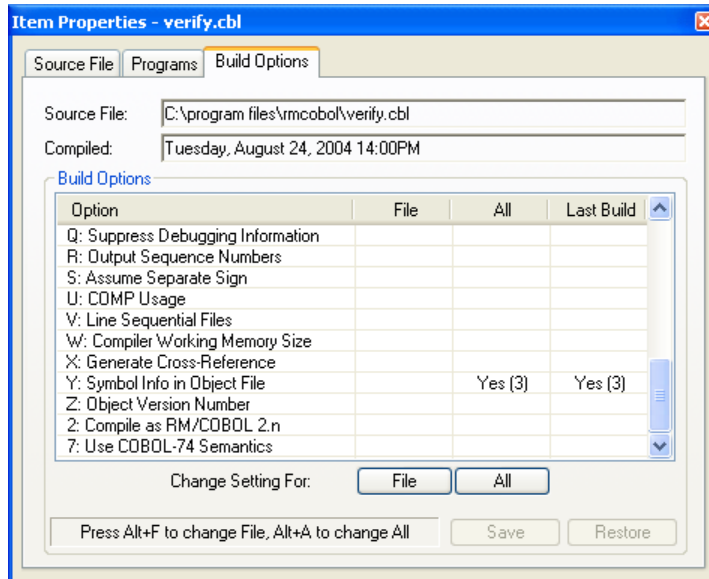 Item Properties - verify.cbl
Source File Programs Build Options
Source File: C:\program files\rmcobol\verify.cbl
Compiled: Tuesday, August 24, 2004 14:00PM
Build Options
Option File All Last Build
Q: Suppress Debugging Information
R: Output Sequence Numbers
S: Assume Separate Sign
U: COMP Usage
V: Line Sequential Files
W: Compiler Working Memory Size
X: Generate Cross-Reference
Y: Symbol Info in Object File Yes (3) Yes (3)
Z: Object Version Number
2: Compile as RM/COBOL 2.n
7: Use COBOL-74 Semantics
Change Setting For: File All
Press Alt+F to change File, Alt+A to change All Save Restore